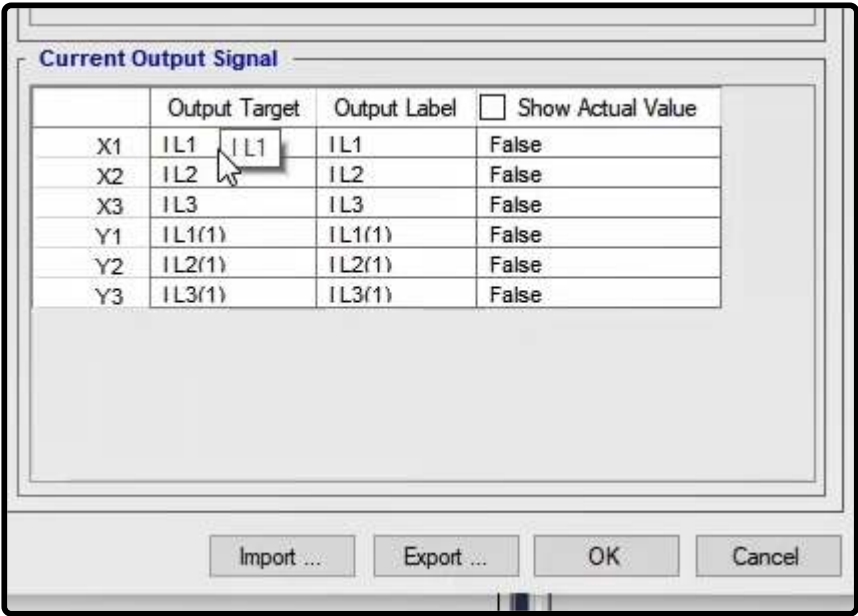 Current Output Signal
Output Target Output Label Show Actual Value
X1 I L1 I L1 I L1 False
X2 I L2 I L2 False
X3 I L3 I L3 False
Y1 I L1(1) I L1(1) False
Y2 I L2(1) I L2(1) False
Y3 I L3(1) I L3(1) False
Import ... Export ... OK Cancel